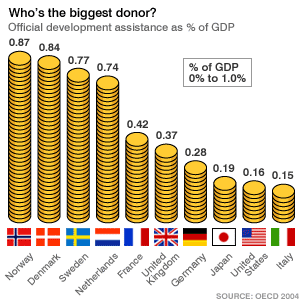 Who's the biggest donor?
Official development assistance as % of GDP
% of GDP
0% to 1.0%
0.87
0.84
0.77
0.74
0.42
0.37
0.28
0.19
0.16
0.15
Norway
Denmark
Sweden
Netherlands
France
United
Kingdom
Germany
Japan
United
States
Italy
SOURCE: OECD 2004